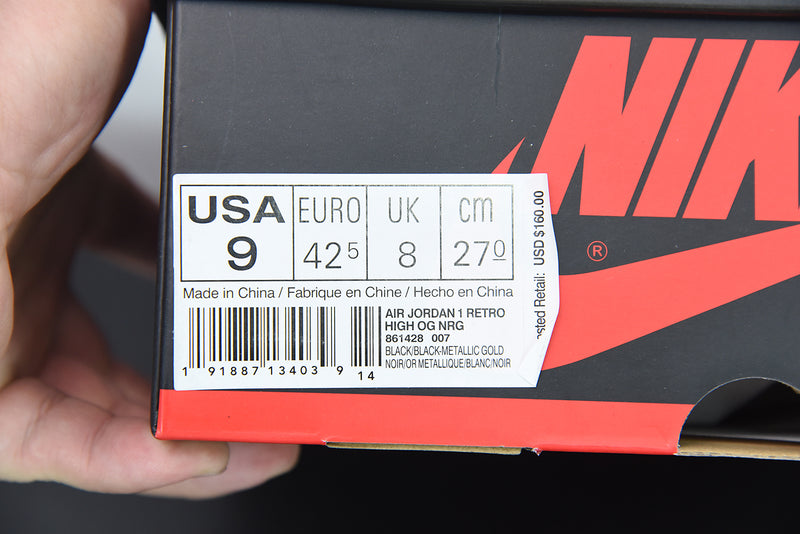 NIK
®
USA EURO UK cm
9 42 5 8 27 0
Made in China / Fabrique en Chine / Hecho en China
AIR JORDAN 1 RETRO
HIGH OG NRG
861428 007
BLACK/BLACK-METALLIC GOLD
NOIR/OR METALLIQUE/BLANC/NOIR
1 91887 13403 9 14
Retail: USD $160.00